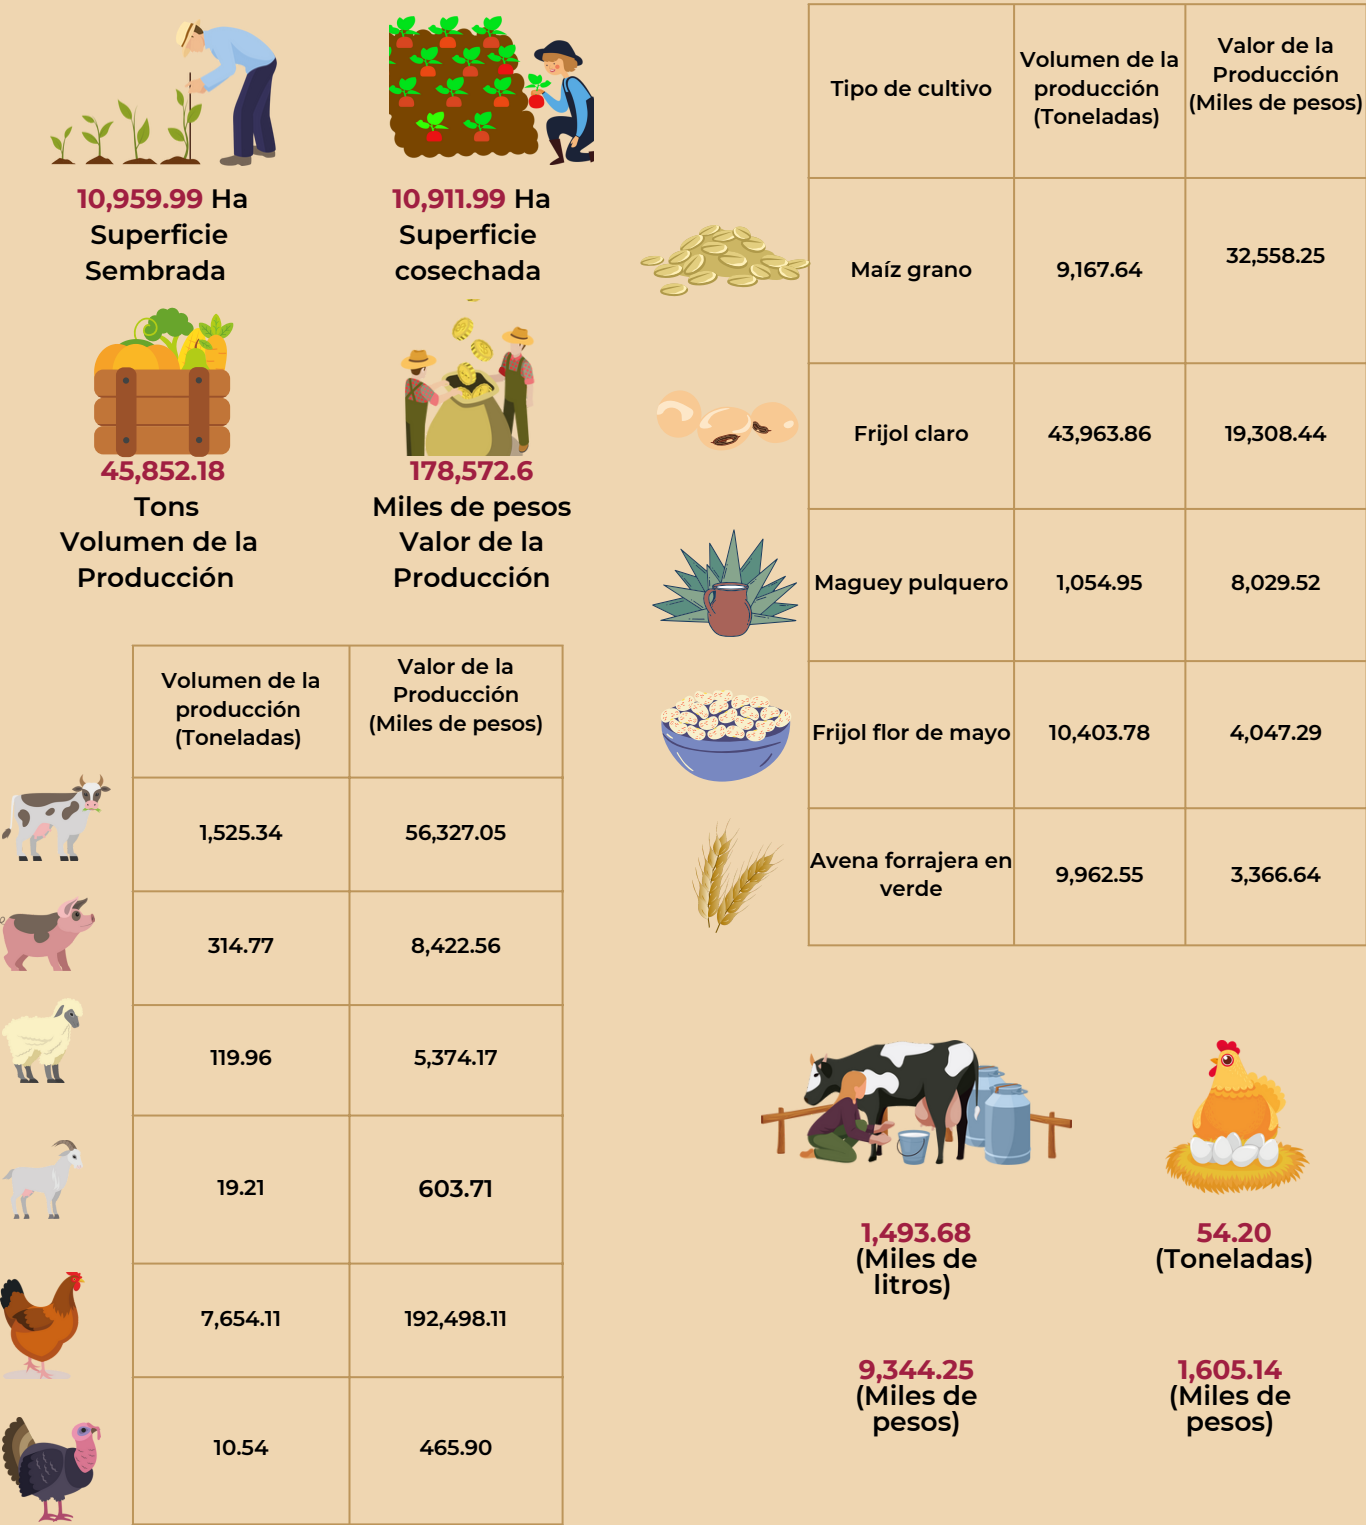 10,959.99 Ha
Superficie
Sembrada
10,911.99 Ha
Superficie
cosechada
45,852.18
Tons
Volumen de la
Producción
178,572.6
Miles de pesos
Valor de la
Producción
Tipo de cultivo
Volumen de la
producción
(Toneladas)
Valor de la
Producción
(Miles de pesos)
Maíz grano
9,167.64
32,558.25
Frijol claro
43,963.86
19,308.44
Maguey pulquero
1,054.95
8,029.52
Frijol flor de mayo
10,403.78
4,047.29
Avena forrajera en
verde
9,962.55
3,366.64
Volumen de la
producción
(Toneladas)
Valor de la
Producción
(Miles de pesos)
1,525.34
56,327.05
314.77
8,422.56
119.96
5,374.17
19.21
603.71
7,654.11
192,498.11
10.54
465.90
1,493.68
(Miles de
litros)
9,344.25
(Miles de
pesos)
54.20
(Toneladas)
1,605.14
(Miles de
pesos)